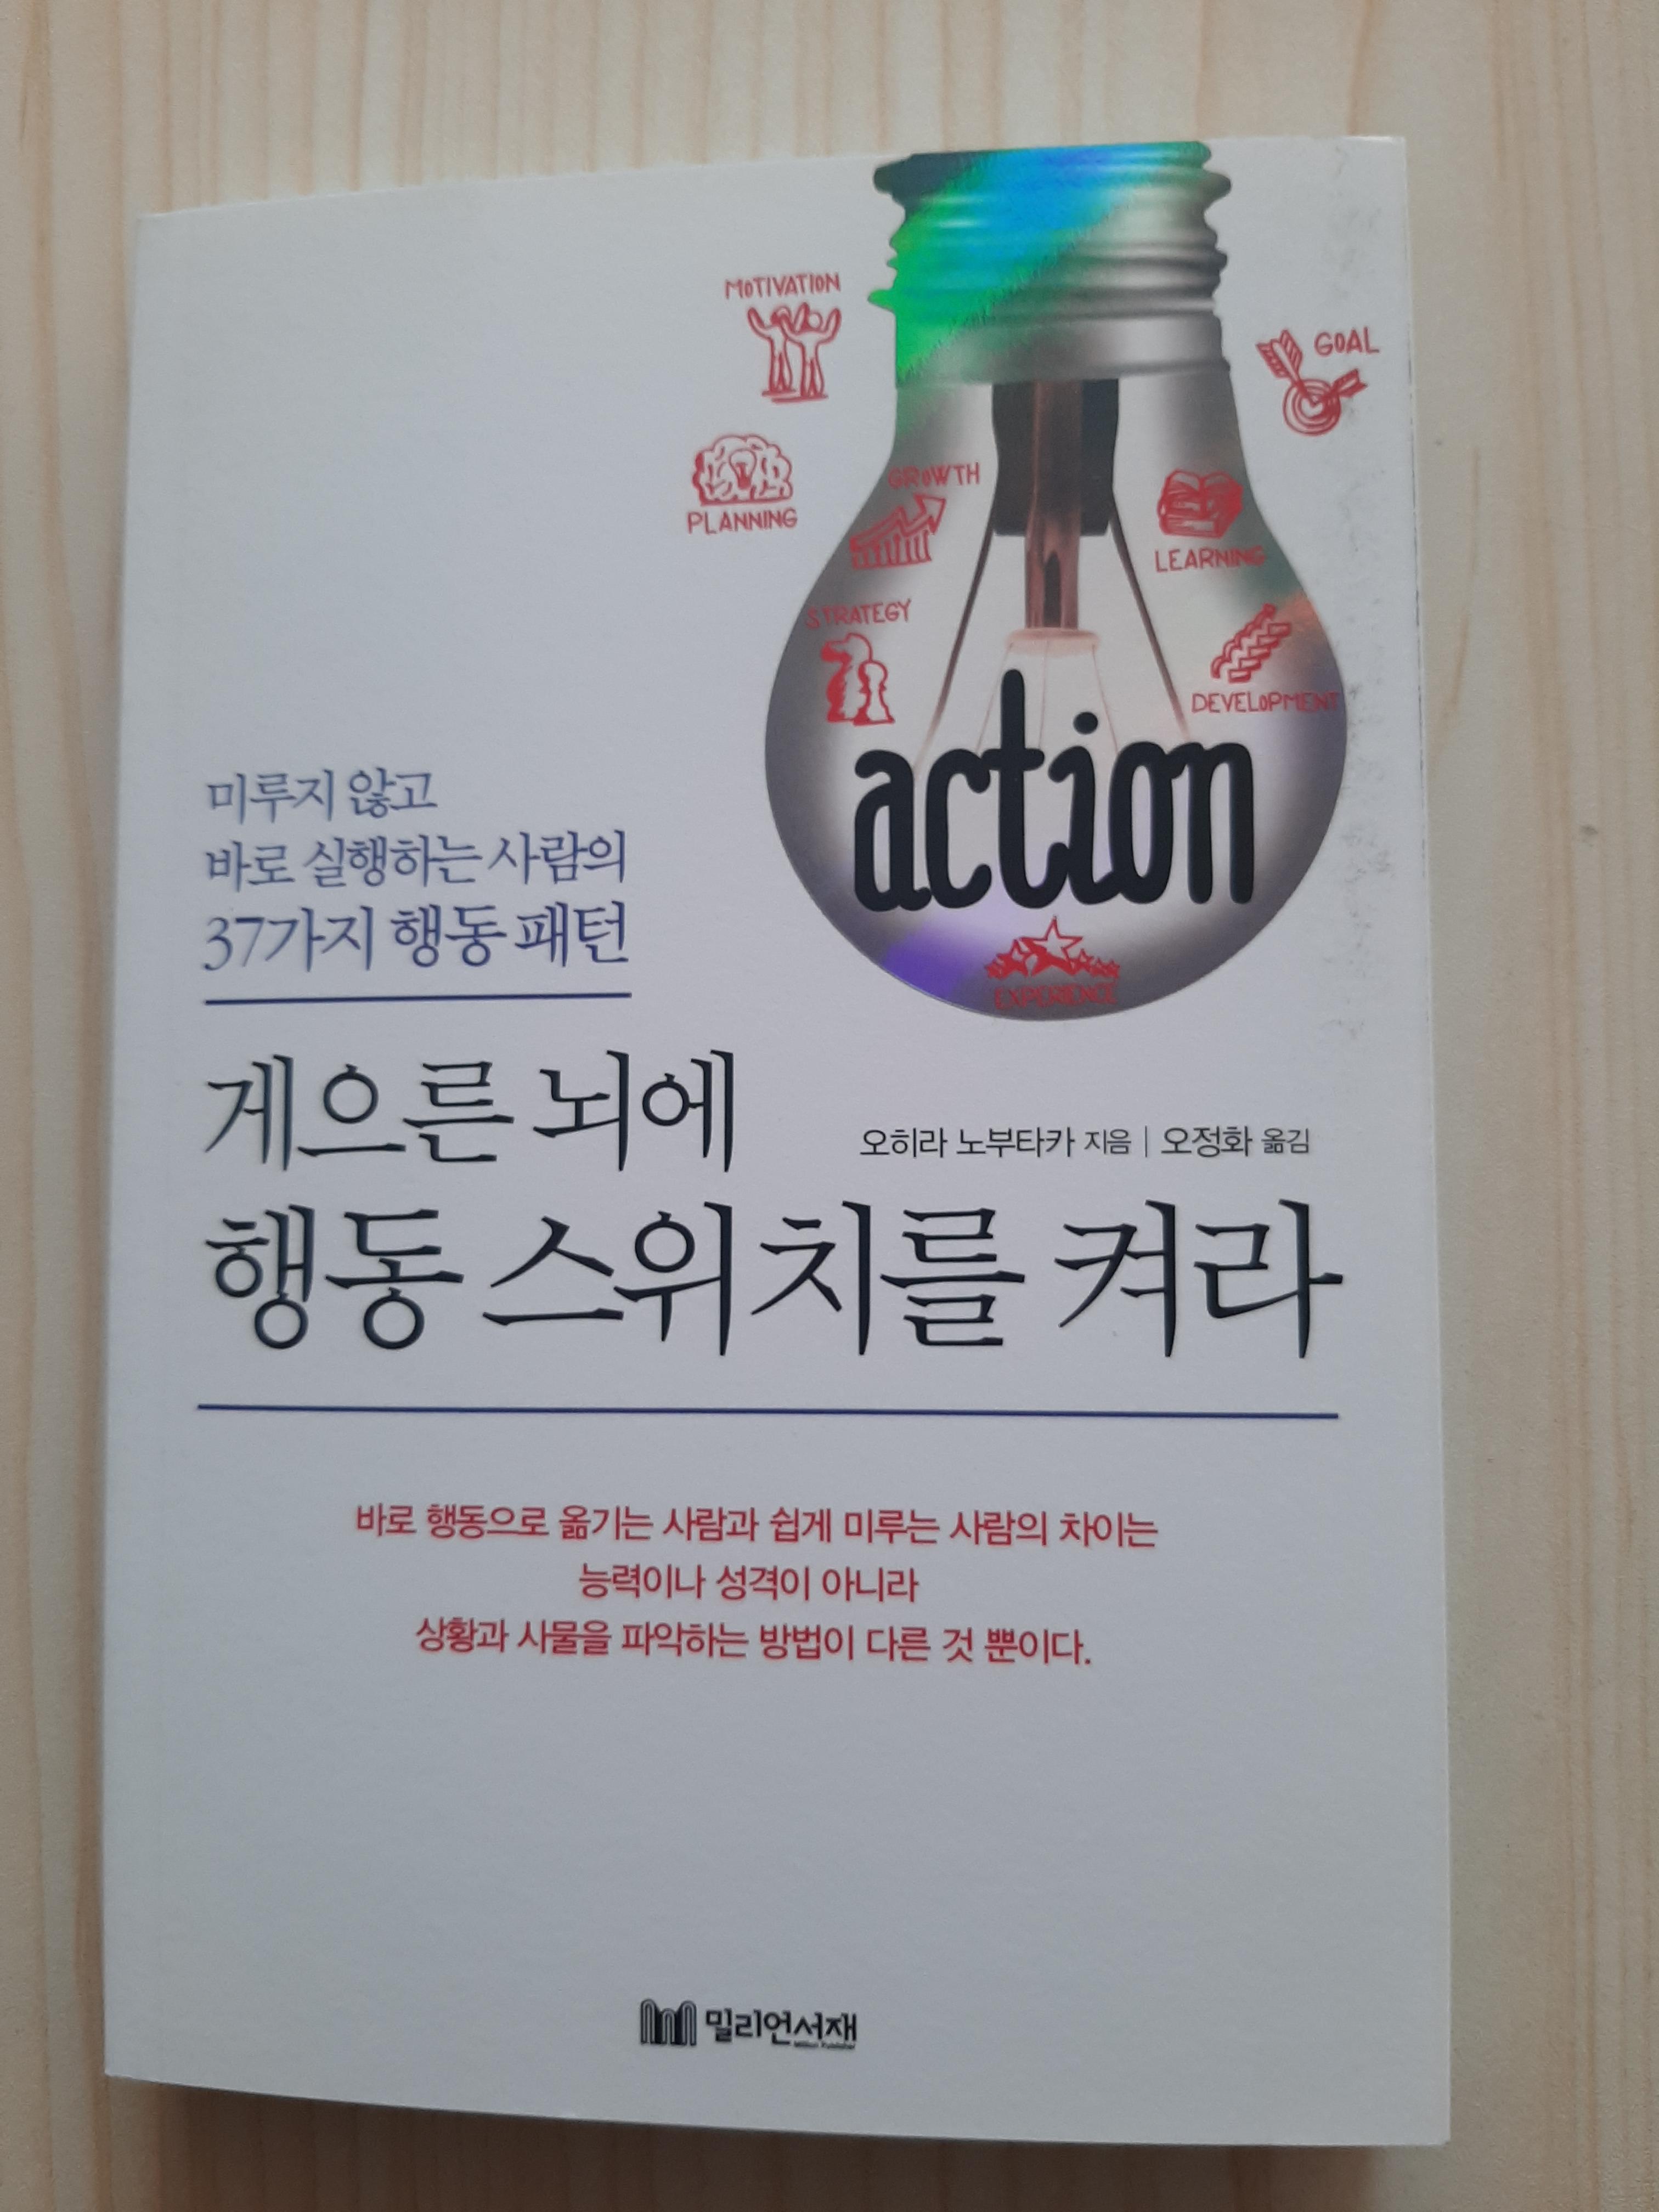 MOTIVATION
GOAL
PLANNING
GROWTH
LEARNING
STRATEGY
DEVELOPMENT
action
EXPERIENCE
미루지 않고
바로 실행하는 사람의
37가지 행동 패턴
게으른 뇌에
오히라 노부타카 지음 | 오정화 옮김
행동 스위치를 켜라
바로 행동으로 옮기는 사람과 쉽게 미루는 사람의 차이는
능력이나 성격이 아니라
상황과 사물을 파악하는 방법이 다른 것 뿐이다.
밀리언서재
Million Publisher